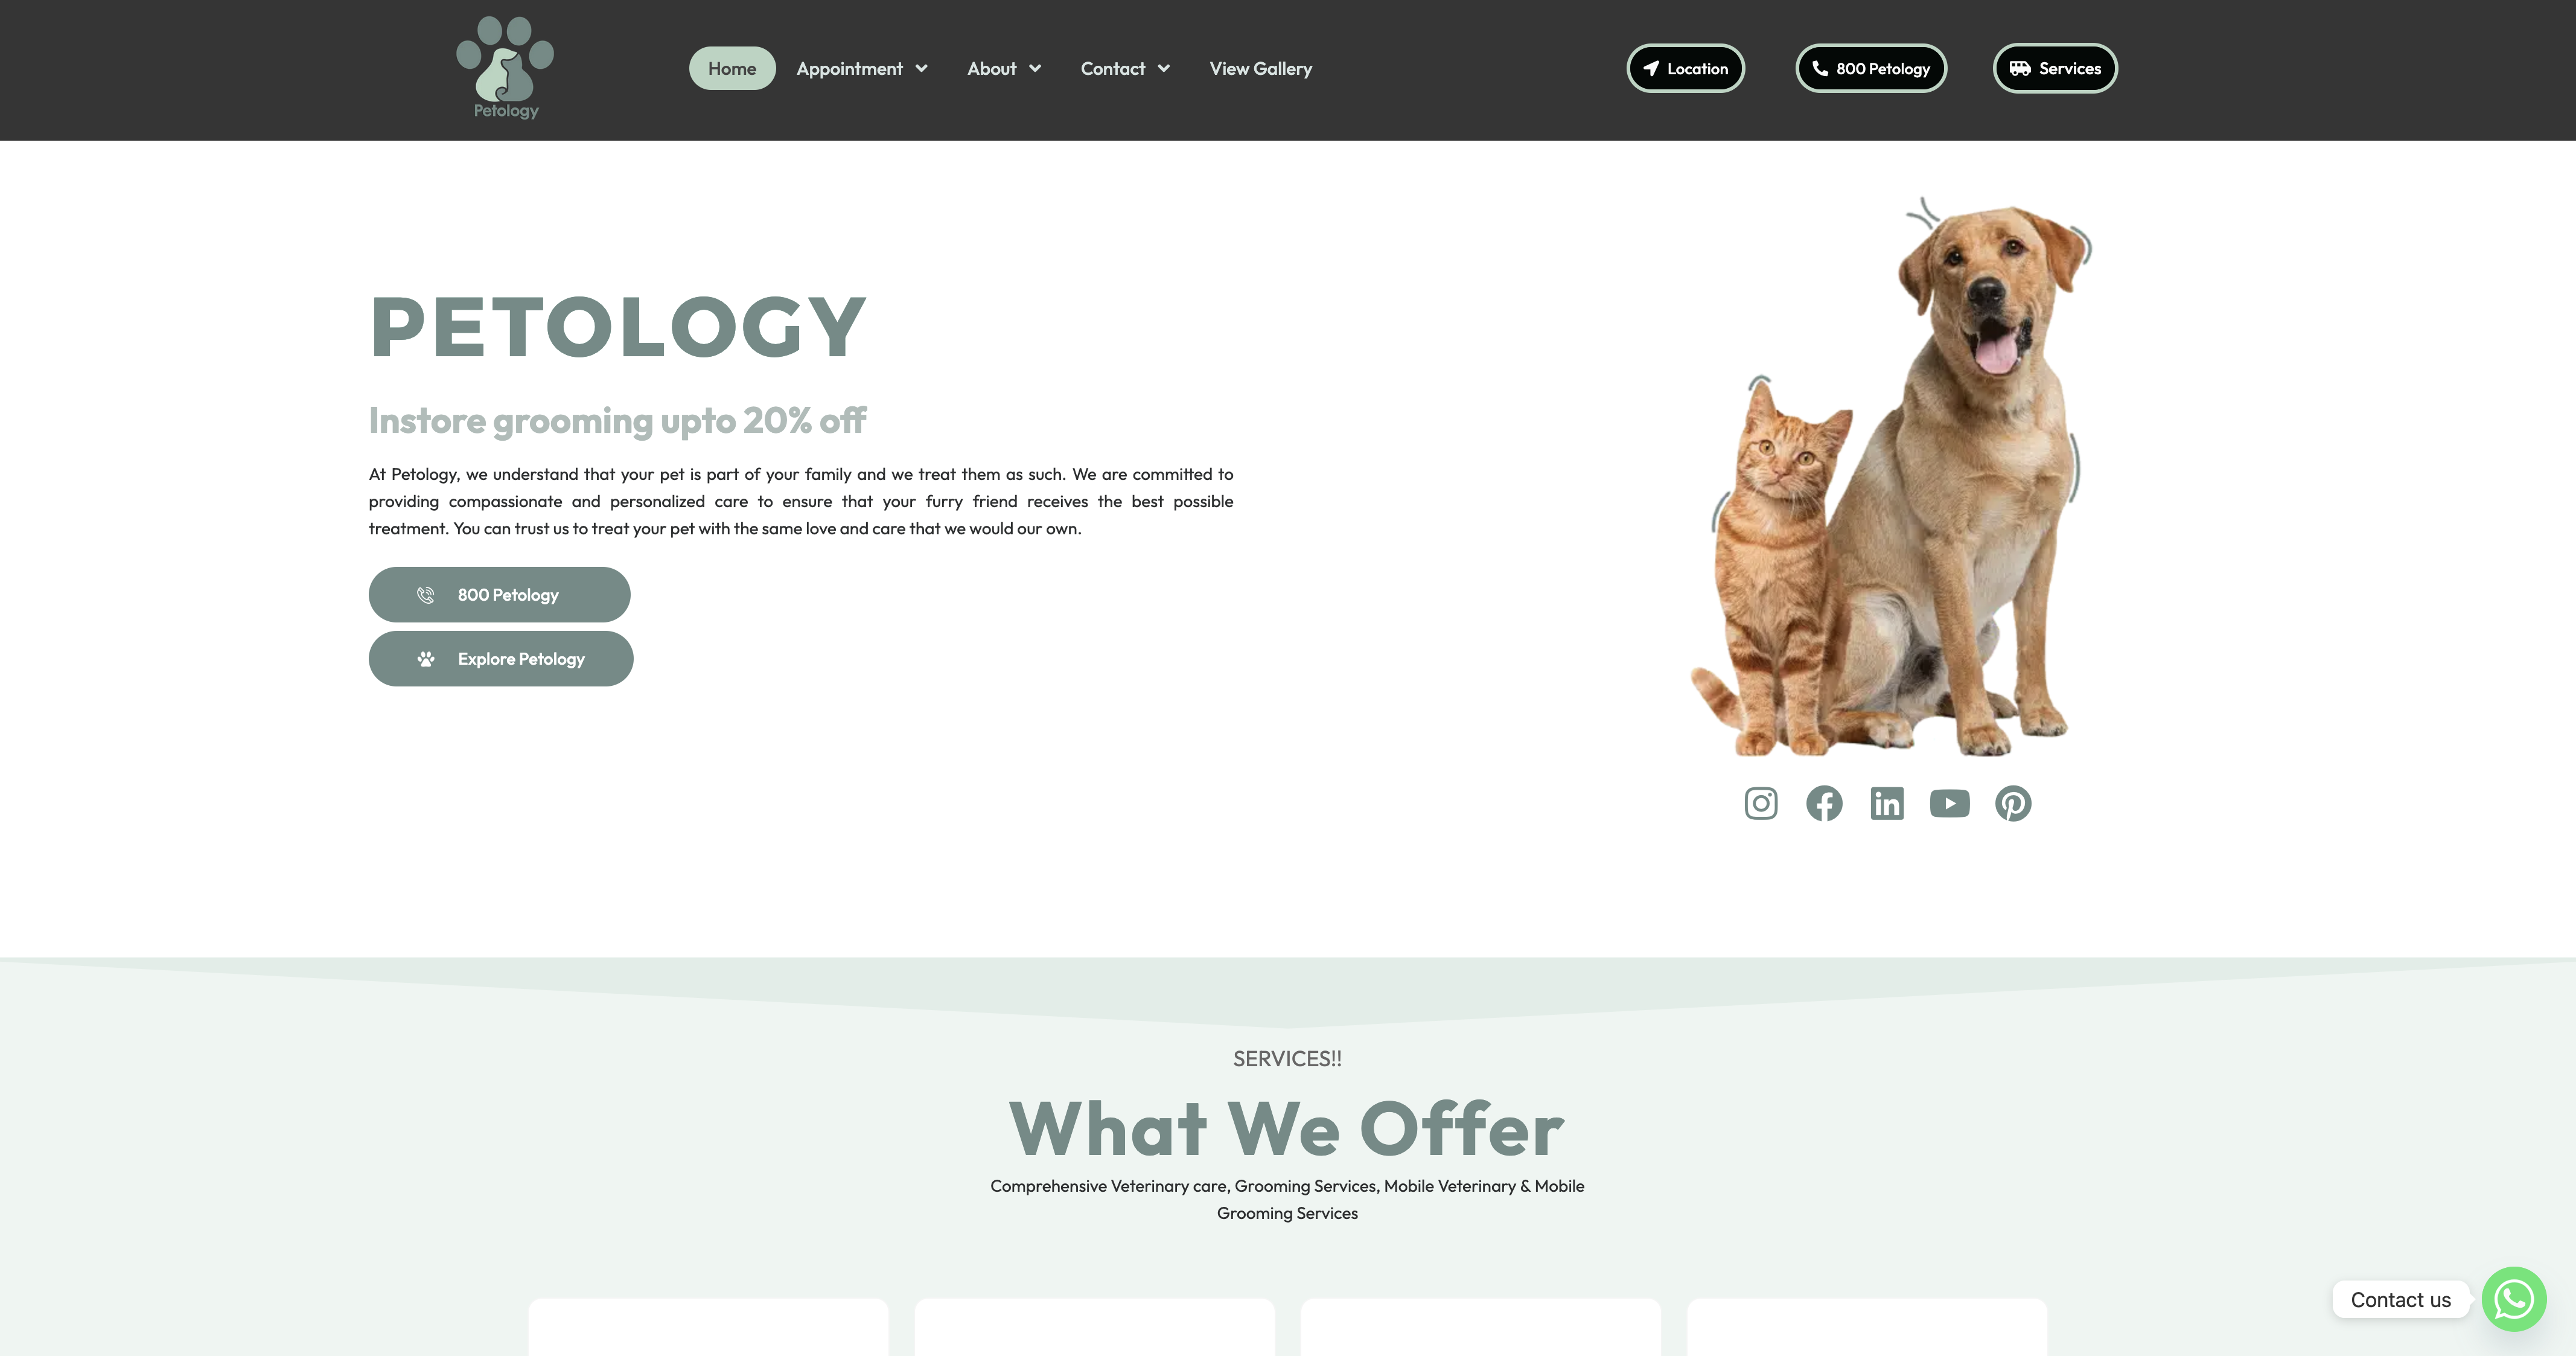 Petology
Home
Appointment
About
Contact
View Gallery
Location
800 Petology
Services
PETOLOGY
Instore grooming upto 20% off
At Petology, we understand that your pet is part of your family and we treat them as such. We are committed to
providing compassionate and personalized care to ensure that your furry friend receives the best possible
treatment. You can trust us to treat your pet with the same love and care that we would our own.
800 Petology
Explore Petology
SERVICES!!
What We Offer
Comprehensive Veterinary care, Grooming Services, Mobile Veterinary & Mobile
Grooming Services
Contact us